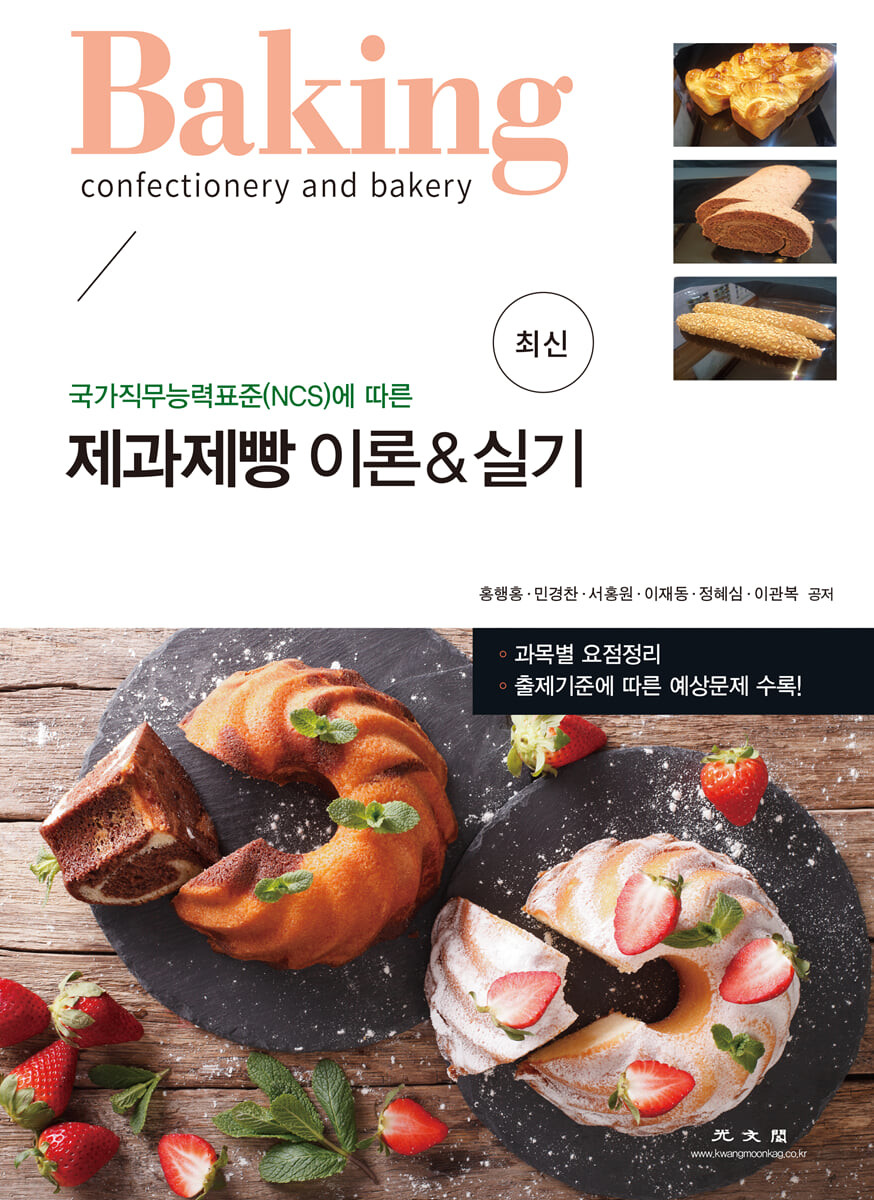 Baking
confectionery and bakery
최신
국가직무능력표준(NCS)에 따른
제과제빵 이론&실기
홍행홍·민경찬·서홍원·이재동·정혜심·이관복 공저
◦ 과목별 요점정리
◦ 출제기준에 따른 예상문제 수록!
光文閣
www.kwangmoonkag.co.kr